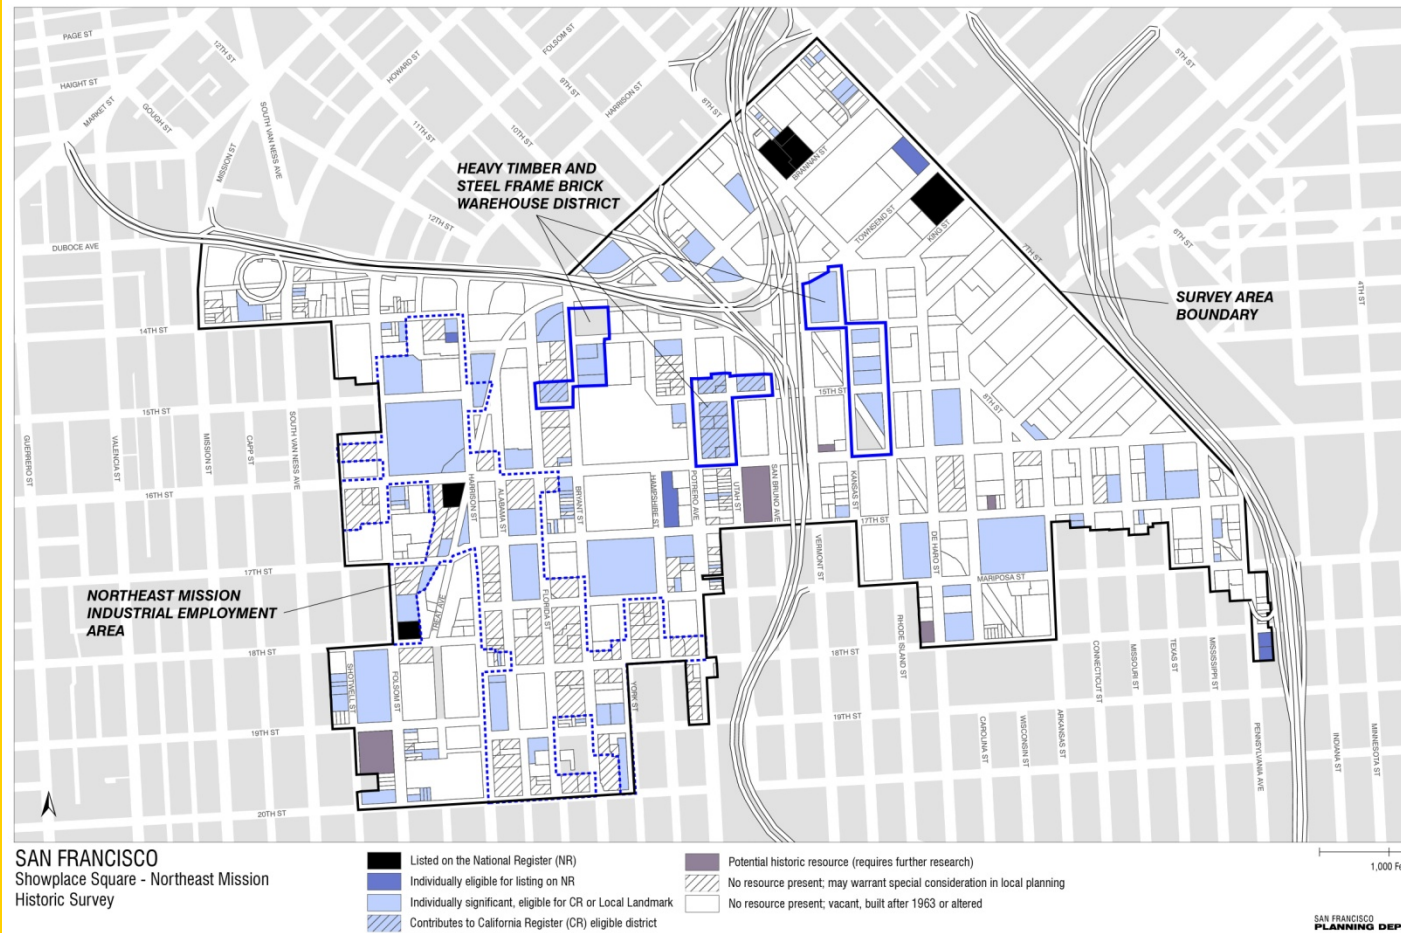 PAGE ST
HAIGHT ST
MARKET ST
GOUGH ST
12TH ST
SOUTH VAN NESS AVE
MISSION ST
HOWARD ST
FOLSOM ST
9TH ST
HARRISON ST
8TH ST
11TH ST
10TH ST
12TH ST
5TH ST
DUBOCE AVE
HEAVY TIMBER AND
STEEL FRAME BRICK
WAREHOUSE DISTRICT
BRANNAN ST
TOWNSEND ST
KING ST
7TH ST
6TH ST
4TH ST
SURVEY AREA
BOUNDARY
14TH ST
15TH ST
15TH ST
8TH ST
GUERRERO ST
VALENCIA ST
MISSION ST
CAPP ST
SOUTH VAN NESS AVE
16TH ST
HARRISON ST
ALABAMA ST
BRYANT ST
HAMPSHIRE ST
POTRERO AVE
UTAH ST
SAN BRUNO AVE
KANSAS ST
17TH ST
VERMONT ST
DE HARO ST
MARIPOSA ST
17TH ST
NORTHEAST MISSION
INDUSTRIAL EMPLOYMENT
AREA
TREAT AVE
FLORIDA ST
18TH ST
18TH ST
RHODE ISLAND ST
CONNECTICUT ST
MISSOURI ST
TEXAS ST
MISSISSIPPI ST
SHOTWELL ST
FOLSOM ST
YORK ST
19TH ST
19TH ST
CAROLINA ST
WISCONSIN ST
ARKANSAS ST
PENNSYLVANIA AVE
INDIANA ST
MINNESOTA ST
20TH ST
SAN FRANCISCO
Showplace Square - Northeast Mission
Historic Survey
Listed on the National Register (NR)
Individually eligible for listing on NR
Individually significant, eligible for CR or Local Landmark
Contributes to California Register (CR) eligible district
Potential historic resource (requires further research)
No resource present; may warrant special consideration in local planning
No resource present; vacant, built after 1963 or altered
1,000 Fe
SAN FRANCISCO
PLANNING DEP